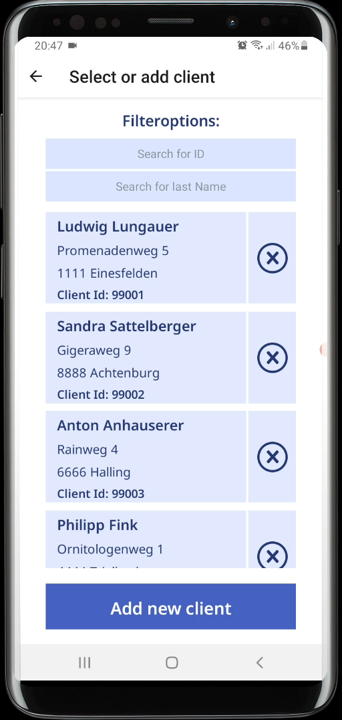 20:47 46%
Select or add client
Filteroptions:
Search for ID
Search for last Name
Ludwig Lungauer
Promenadenweg 5
1111 Einesfelden
Client Id: 99001
Sandra Sattelberger
Gigeraweg 9
8888 Achtenburg
Client Id: 99002
Anton Anhauserer
Rainweg 4
6666 Halling
Client Id: 99003
Philipp Fink
Ornitologenweg 1
Add new client